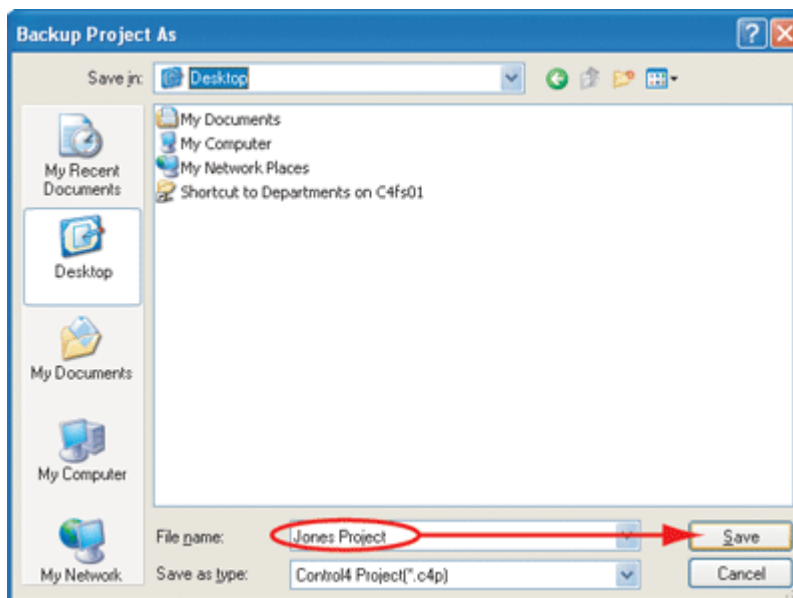 Backup Project As
Save in: Desktop
My Documents
My Computer
My Network Places
Shortcut to Departments on C4fs01
My Recent
Documents
Desktop
My Documents
My Computer
My Network
File name: Jones Project Save
Save as type: Control4 Project(*.c4p) Cancel